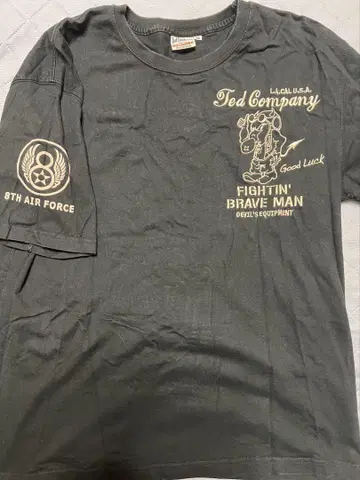 L.A.CAL U.S.A.
Ted Company
Good Luck
FIGHTIN'
BRAVE MAN
DEVIL'S EQUIPMENT
8
8TH AIR FORCE